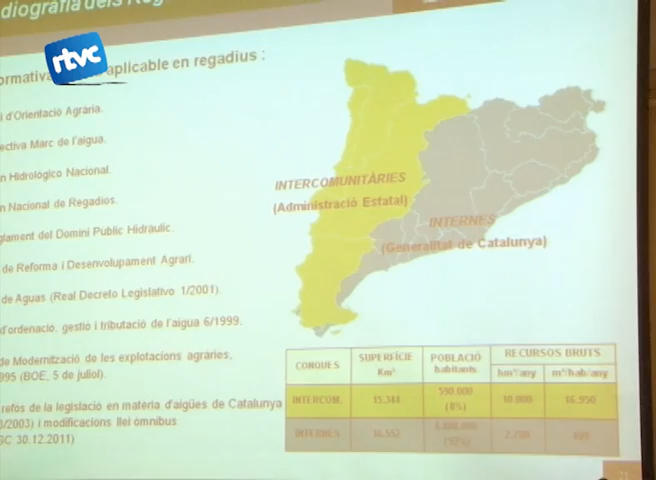 diografia dels Reg
rtvc
aplicable en regadius :
i d'Orientació Agrària.
ectiva Marc de l'aigua.
n Hidrológico Nacional.
n Nacional de Regadíos.
glament del Domini Públic Hidràulic.
de Reforma i Desenvolupament Agrari.
de Aguas (Real Decreto Legislativo 1/2001).
d'ordenació, gestió i tributació de l'aigua 6/1999.
de Modernització de les explotacions agràries,
995 (BOE, 5 de juliol).
refós de la legislació en matèria d'aigües de Catalunya
3/2003) i modificacions llei òmnibus
GC 30.12.2011)
INTERCOMUNITÀRIES
(Administració Estatal)
INTERNES
(Generalitat de Catalunya)
CONQUES SUPERFÍCIE Km² POBLACIÓ habitants RECURSOS BRUTS
hm³/any m³/hab/any
INTERCOM. 15.344 590.000 (8%) 10.000 16.950
INTERNES 16.552 (92%)